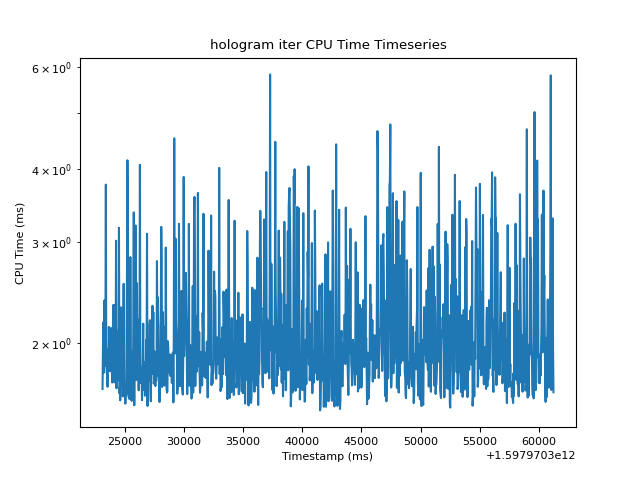 hologram iter CPU Time Timeseries
6 × 10⁰
4 × 10⁰
3 × 10⁰
2 × 10⁰
CPU Time (ms)
25000 30000 35000 40000 45000 50000 55000 60000
Timestamp (ms)
+1.5979703e12